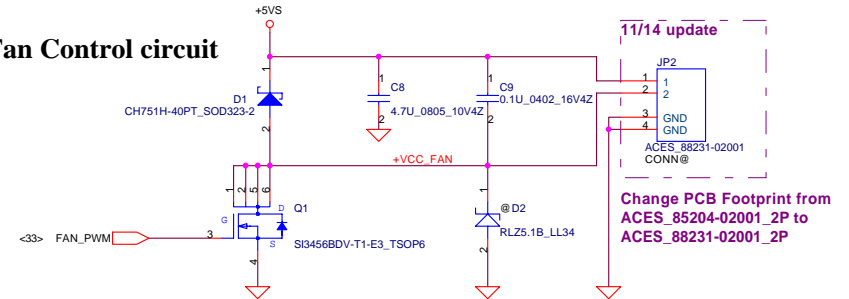 +5VS
Fan Control circuit
11/14 update
JP2
1
1
1
1
1
D1
C8
C9
2
2
CH751H-40PT_SOD323-2
4.7U_0805_10V4Z
0.1U_0402_16V4Z
2
2
2
3
GND
4
GND
ACES_88231-02001
CONN@
+VCC_FAN
1
2
5
6
1
D
Q1
@ D2
G
Change PCB Footprint from
ACES_85204-02001_2P to
ACES_88231-02001_2P
<33>
FAN_PWM
3
S
SI3456BDV-T1-E3_TSOP6
RLZ5.1B_LL34
4
2